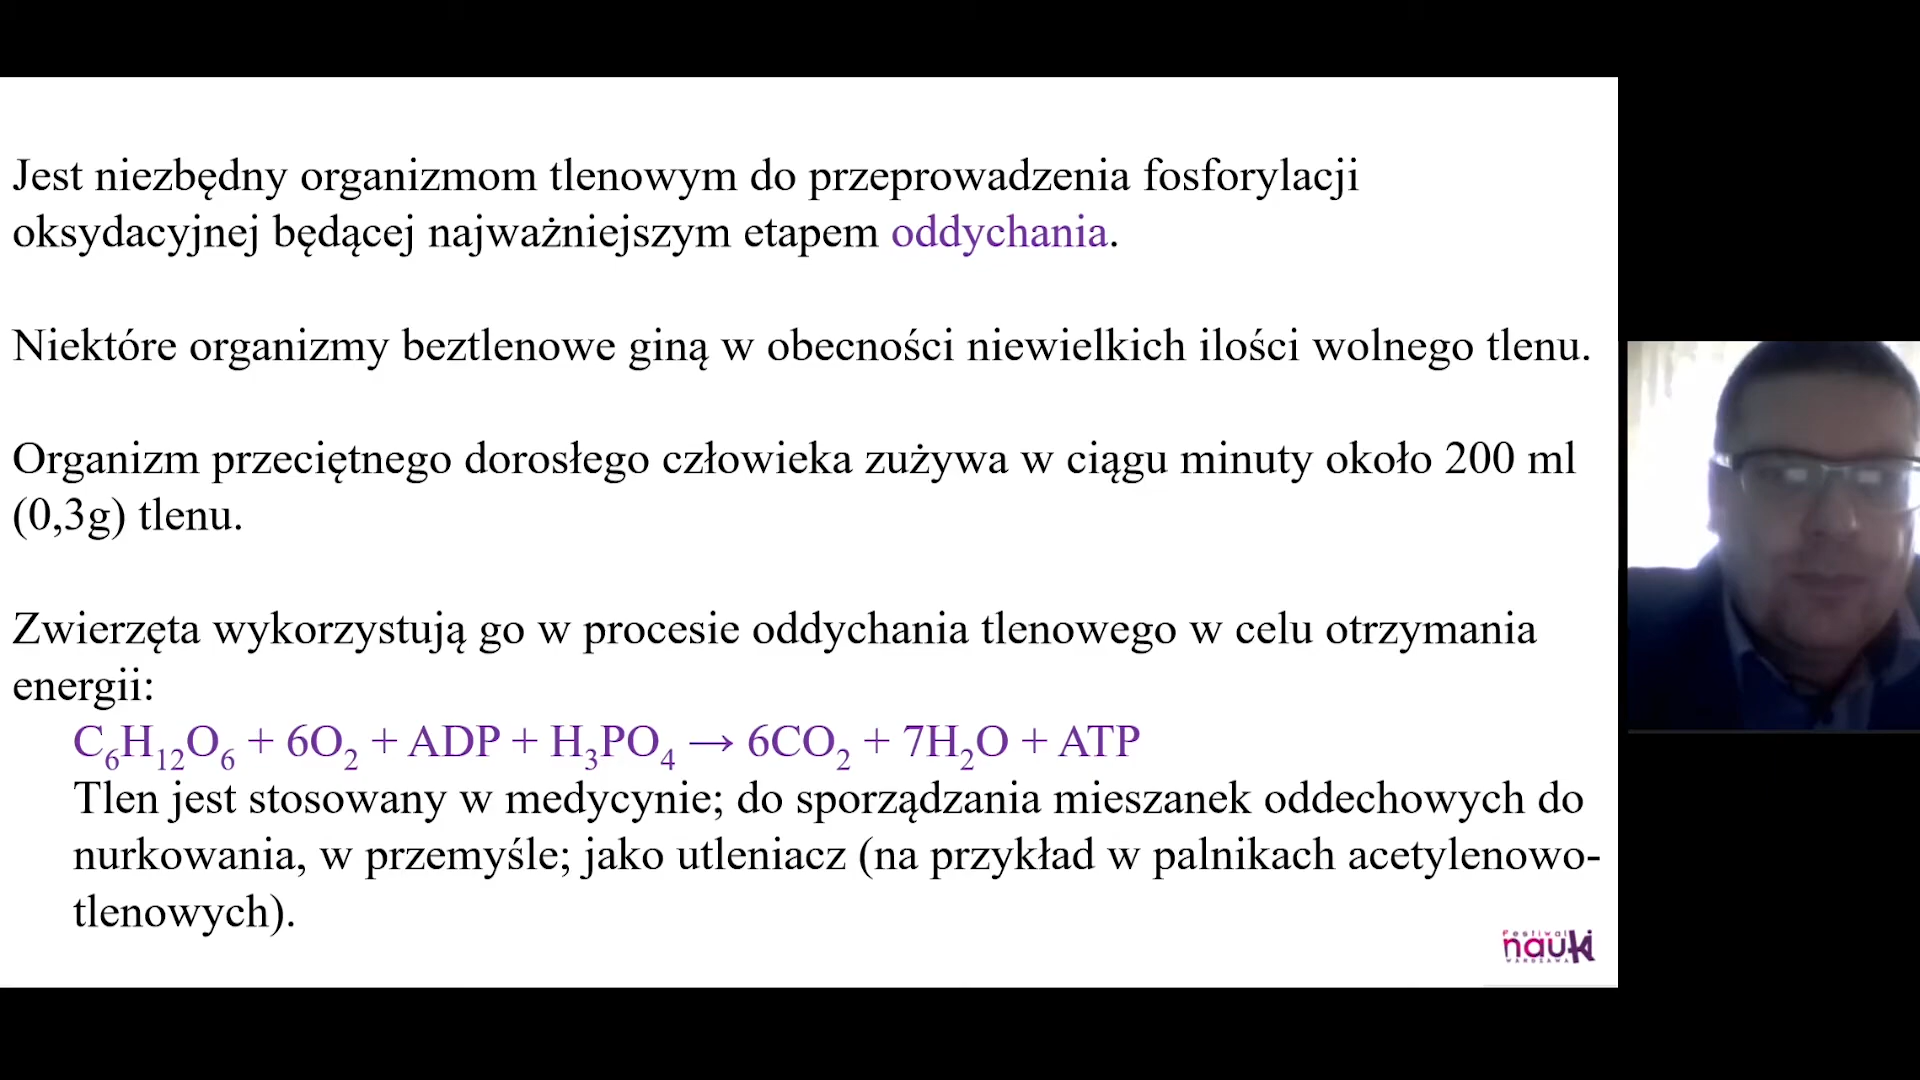 Jest niezbędny organizmom tlenowym do przeprowadzenia fosforylacji
oksydacyjnej będącej najważniejszym etapem oddychania.
Niektóre organizmy beztlenowe giną w obecności niewielkich ilości wolnego tlenu.
Organizm przeciętnego dorosłego człowieka zużywa w ciągu minuty około 200 ml
(0,3g) tlenu.
Zwierzęta wykorzystują go w procesie oddychania tlenowego w celu otrzymania
energii:
C₆H₁₂O₆ + 6O₂ + ADP + H₃PO₄ → 6CO₂ + 7H₂O + ATP
Tlen jest stosowany w medycynie; do sporządzania mieszanek oddechowych do
nurkowania, w przemyśle; jako utleniacz (na przykład w palnikach acetylenowo-
tlenowych).
Festiwal
nauki
WARSZAWA